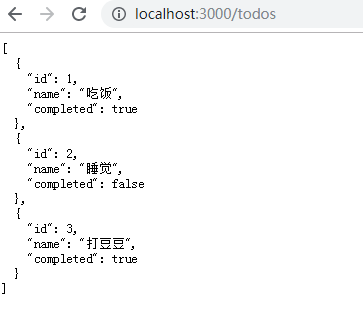 localhost:3000/todos
[
  {
    "id": 1,
    "name": "吃饭",
    "completed": true
  },
  {
    "id": 2,
    "name": "睡觉",
    "completed": false
  },
  {
    "id": 3,
    "name": "打豆豆",
    "completed": true
  }
]